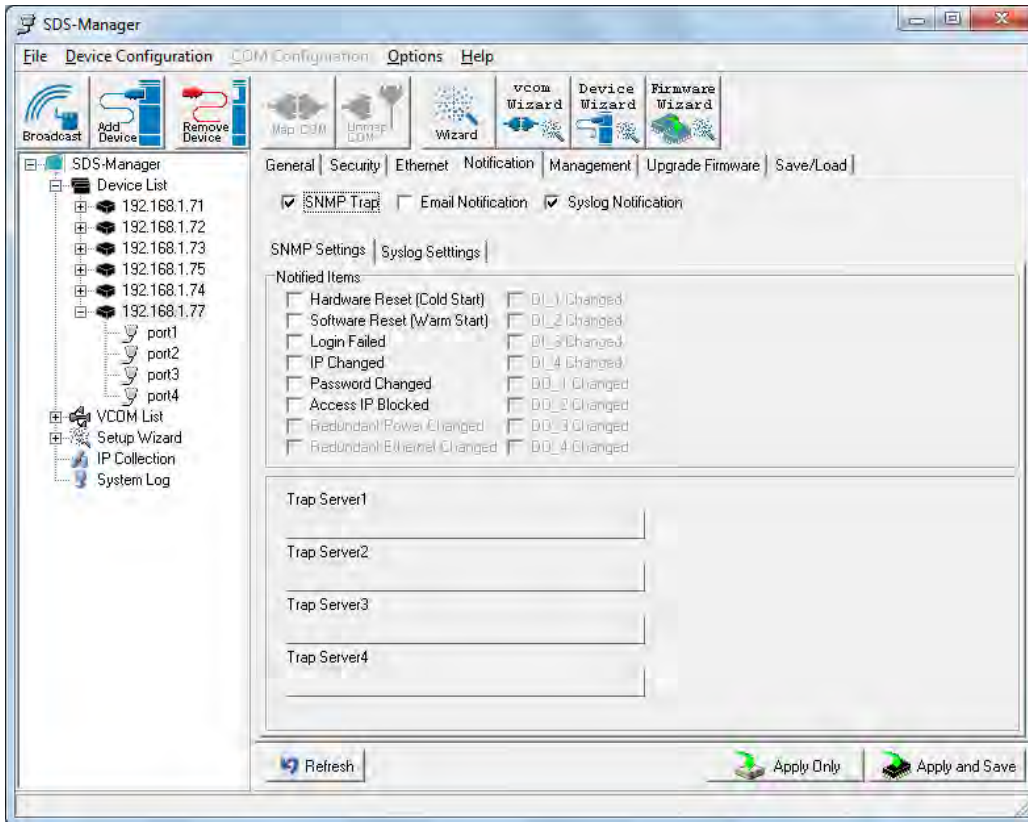 SDS-Manager
File Device Configuration COM Configuration Options Help
Broadcast
Add Device
Remove Device
Map COM
Unmap COM
Wizard
vcom Wizard
Device Wizard
Firmware Wizard
SDS-Manager
Device List
192.168.1.71
192.168.1.72
192.168.1.73
192.168.1.75
192.168.1.74
192.168.1.77
port1
port2
port3
port4
VCOM List
Setup Wizard
IP Collection
System Log
General Security Ethernet Notification Management Upgrade Firmware Save/Load
SNMP Trap Email Notification Syslog Notification
SNMP Settings Syslog Setttings
Notified Items
Hardware Reset (Cold Start) DI_1 Changed
Software Reset (Warm Start) DI_2 Changed
Login Failed DI_3 Changed
IP Changed DI_4 Changed
Password Changed DO_1 Changed
Access IP Blocked DO_2 Changed
Redundant Power Changed DO_3 Changed
Redundant Ethernet Changed DO_4 Changed
Trap Server1
Trap Server2
Trap Server3
Trap Server4
Refresh Apply Only Apply and Save